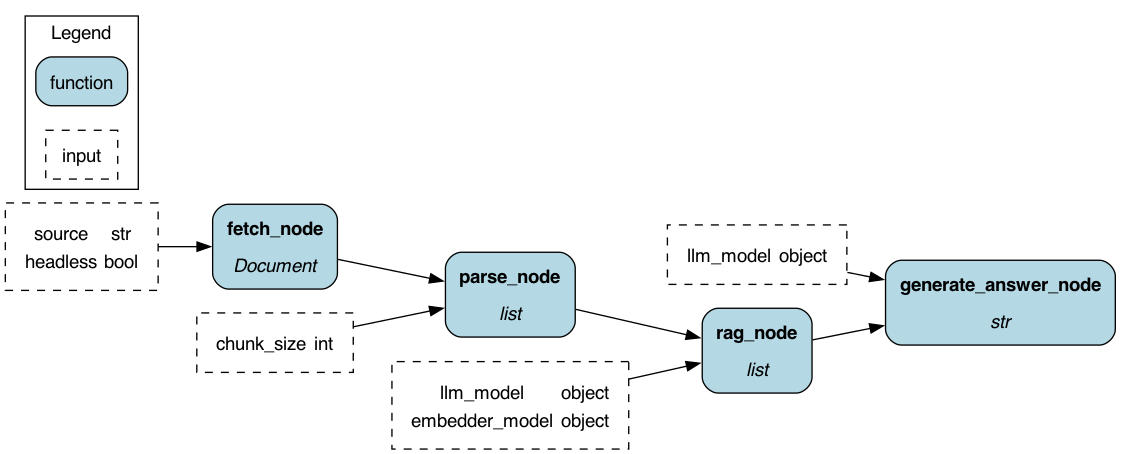 Legend
function
input
source str
headless bool
fetch_node
Document
chunk_size int
parse_node
list
llm_model object
embedder_model object
rag_node
list
llm_model object
generate_answer_node
str